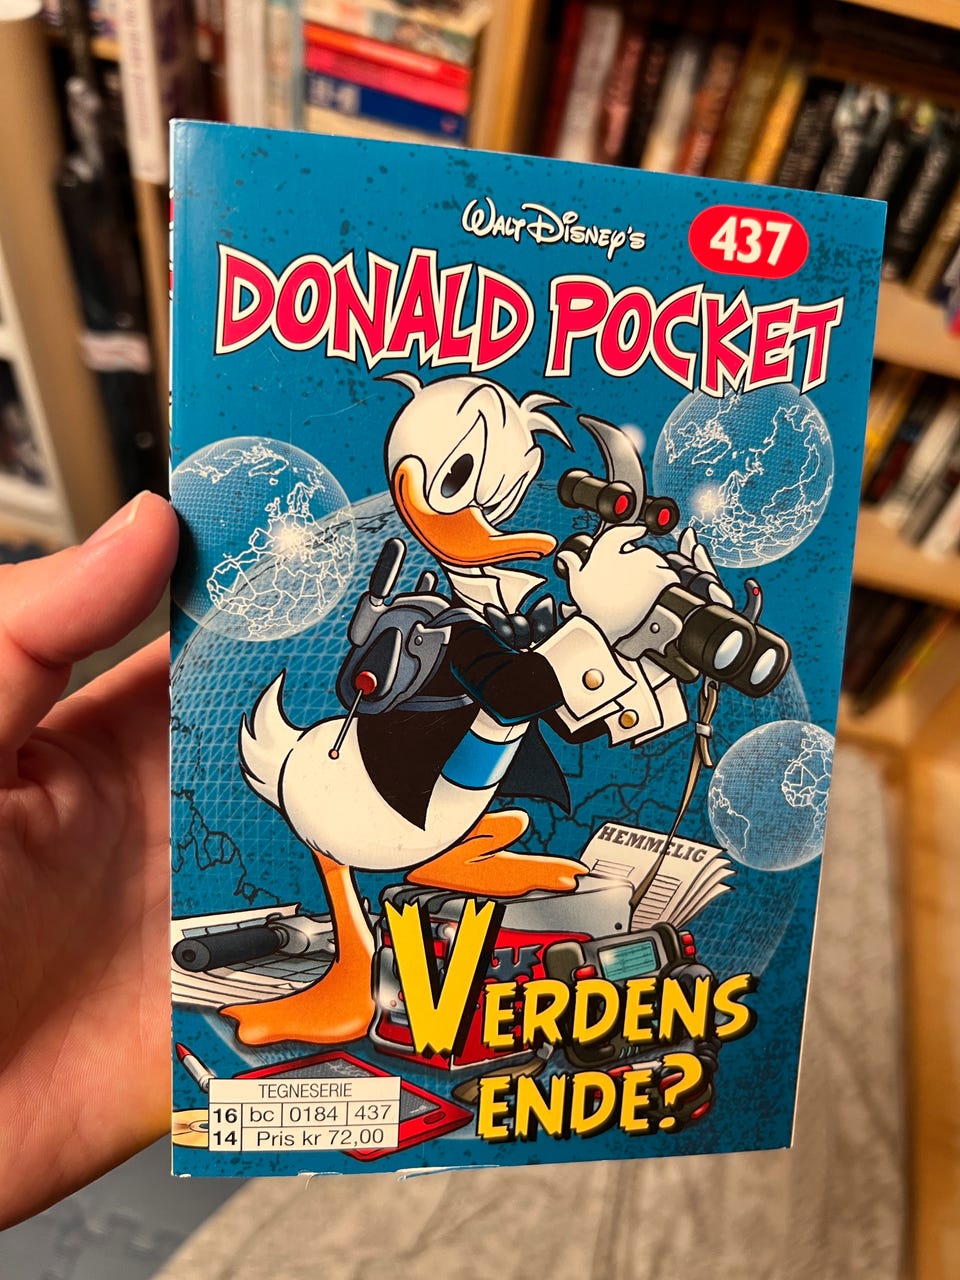 WALT DISNEY'S
437
DONALD POCKET
HEMMELIG
VERDENS
ENDE?
TEGNESERIE
16 bc 0184 437
14 Pris kr 72,00